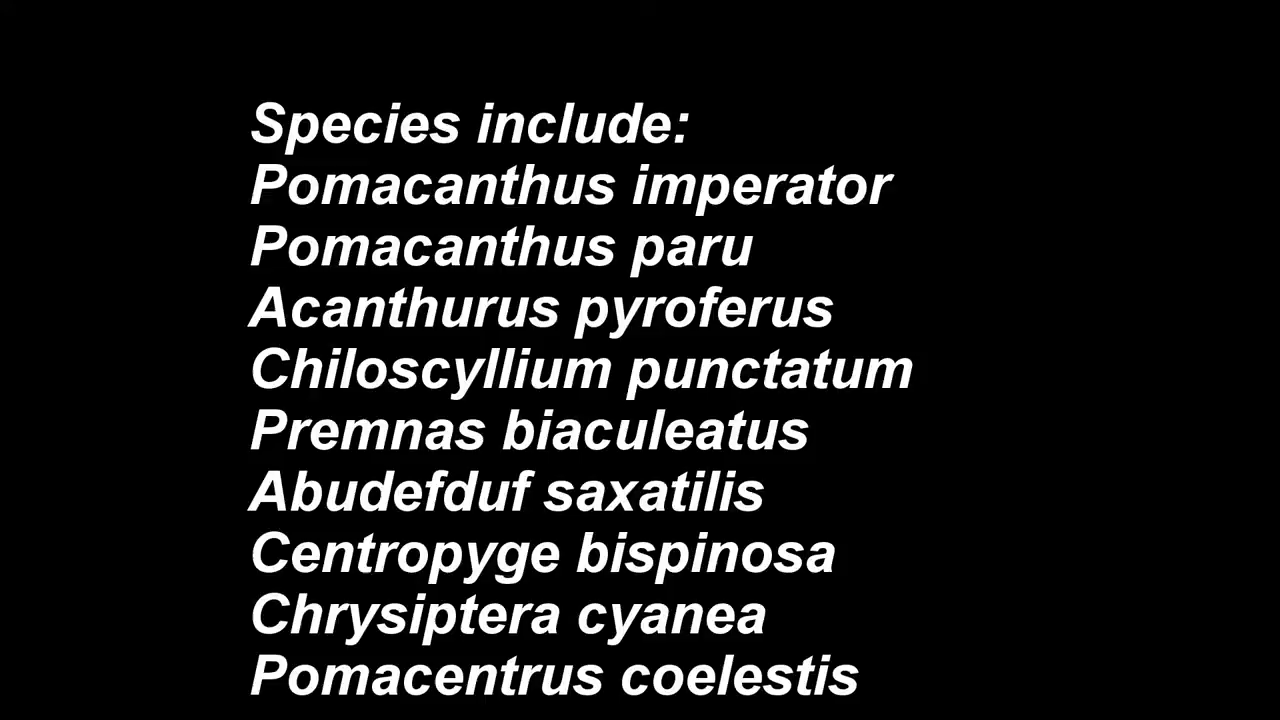 Species include:
Pomacanthus imperator
Pomacanthus paru
Acanthurus pyroferus
Chiloscyllium punctatum
Premnas biaculeatus
Abudefduf saxatilis
Centropyge bispinosa
Chrysiptera cyanea
Pomacentrus coelestis